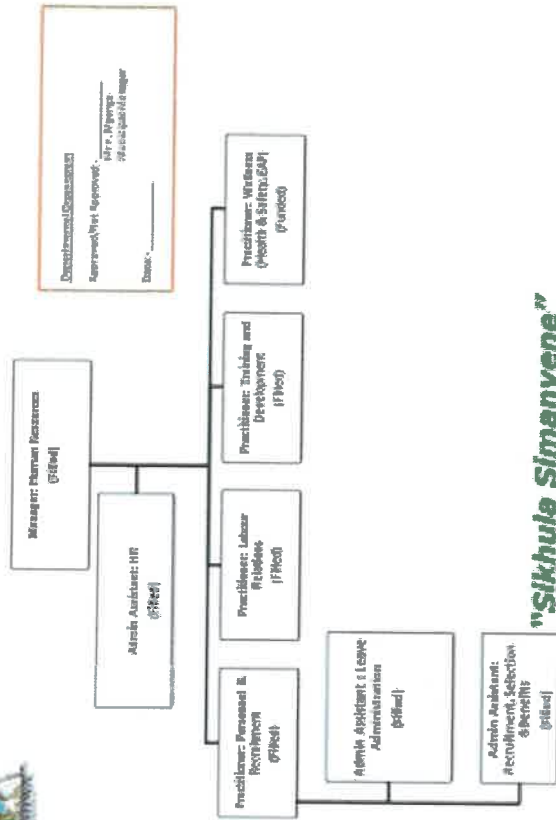 Manager: Human Resources
(Filled)
Admin Assistant: HR
(Filled)
Practitioner: Personnel &
Recruitment
(Filled)
Practitioner: Labour
Relations
(Filled)
Practitioner: Training and
Development
(Filled)
Practitioner: Wellness
(Health & Safety, EAP)
(Funded)
Admin Assistant : Leave
Administration
(Filled)
Admin Assistant:
Recruitment, Selection
& Benefits
(Filled)
Approved/Not Approved:
Municipal Manager
Date:
"Sikhula Simanyene"